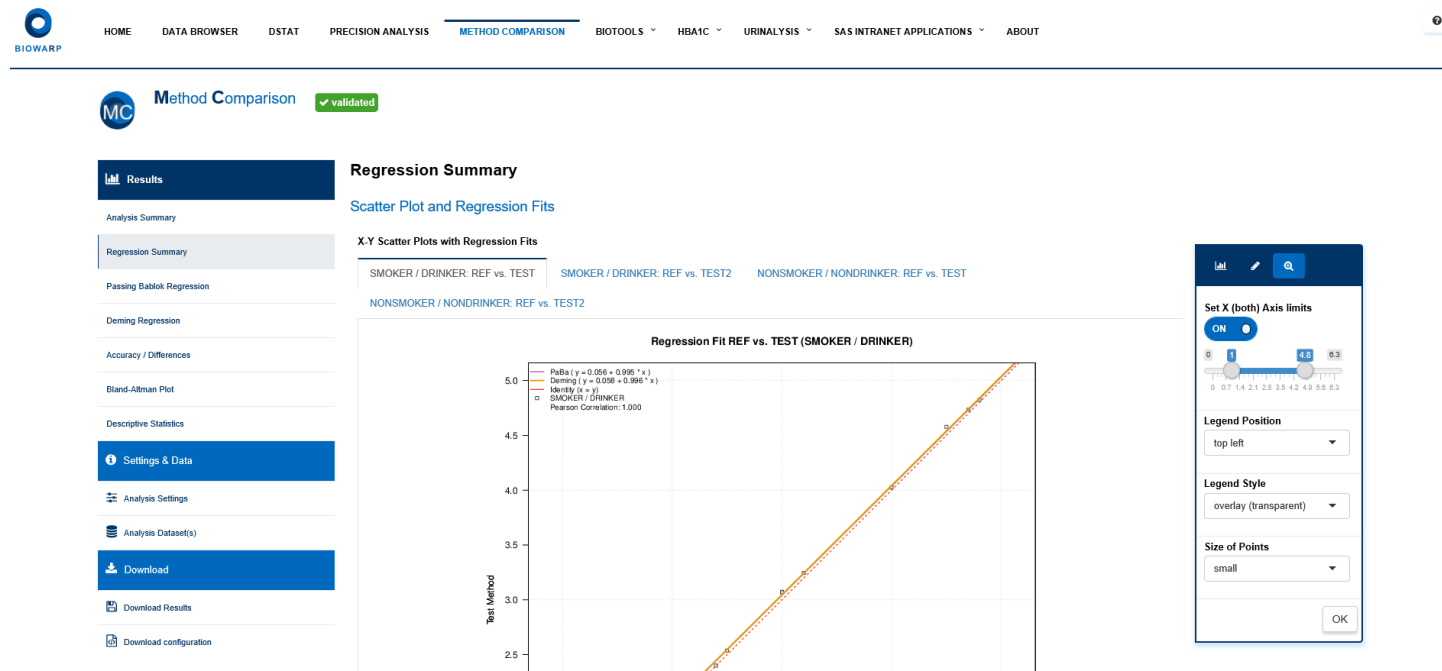 BIOWARP
HOME DATA BROWSER DSTAT PRECISION ANALYSIS METHOD COMPARISON BIOTOOLS HBA1C URINALYSIS SAS INTRANET APPLICATIONS ABOUT
MC Method Comparison validated
Results
Analysis Summary
Regression Summary
Passing Bablok Regression
Deming Regression
Accuracy / Differences
Bland-Altman Plot
Descriptive Statistics
Settings & Data
Analysis Settings
Analysis Dataset(s)
Download
Download Results
Download configuration
Regression Summary
Scatter Plot and Regression Fits
X-Y Scatter Plots with Regression Fits
SMOKER / DRINKER: REF vs. TEST SMOKER / DRINKER: REF vs. TEST2 NONSMOKER / NONDRINKER: REF vs. TEST
NONSMOKER / NONDRINKER: REF vs. TEST2
Regression Fit REF vs. TEST (SMOKER / DRINKER)
PaBa ( y = 0.056 + 0.995 * x )
Deming ( y = 0.058 + 0.996 * x )
Identity (x = y)
SMOKER / DRINKER
Pearson Correlation: 1.000
5.0
4.5
4.0
3.5
3.0
2.5
Test Method
Set X (both) Axis limits
ON
0 1 4.8 6.3
0 0.7 1.4 2.1 2.8 3.5 4.2 4.9 5.6 6.3
Legend Position
top left
Legend Style
overlay (transparent)
Size of Points
small
OK